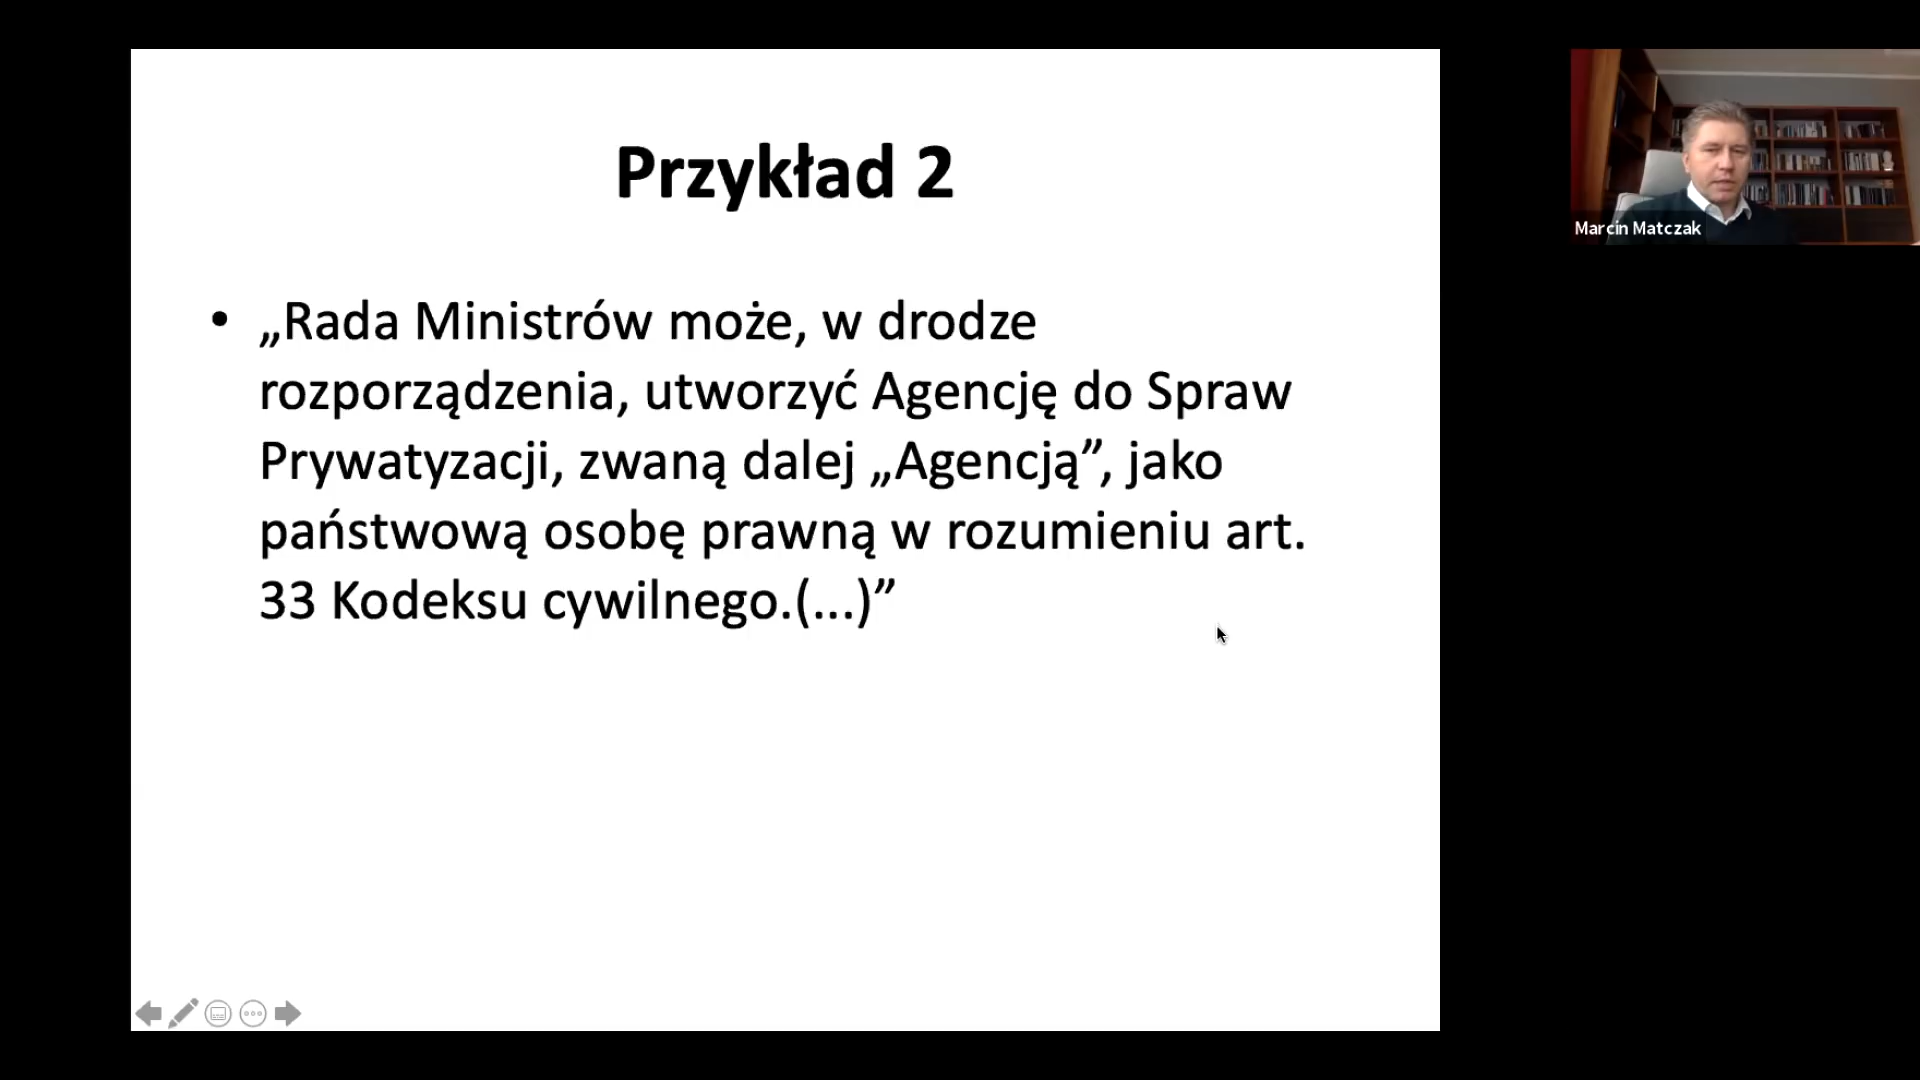 Przykład 2
• „Rada Ministrów może, w drodze
rozporządzenia, utworzyć Agencję do Spraw
Prywatyzacji, zwaną dalej „Agencją”, jako
państwową osobę prawną w rozumieniu art.
33 Kodeksu cywilnego.(...)”
Marcin Matczak